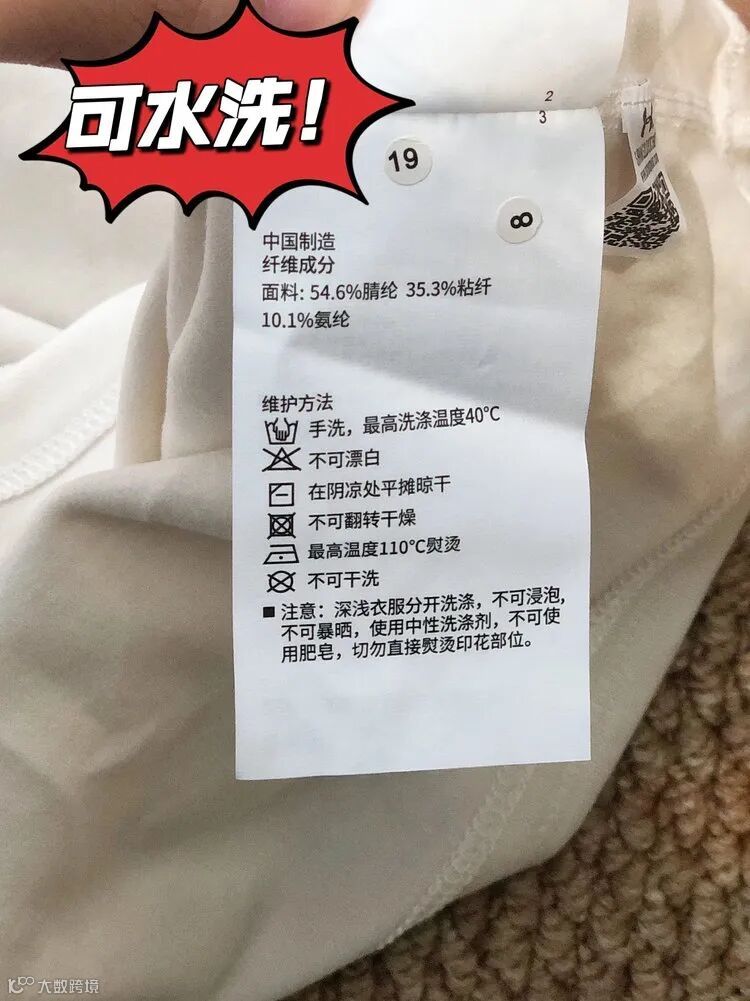 可水洗!
2
3
19
8
中国制造
纤维成分
面料: 54.6%腈纶 35.3%粘纤
10.1%氨纶
维护方法
手洗，最高洗涤温度40°C
不可漂白
在阴凉处平摊晾干
不可翻转干燥
最高温度110°C熨烫
不可干洗
■ 注意：深浅衣服分开洗涤，不可浸泡，
不可暴晒，使用中性洗涤剂，不可使
用肥皂，切勿直接熨烫印花部位。
大数跨境